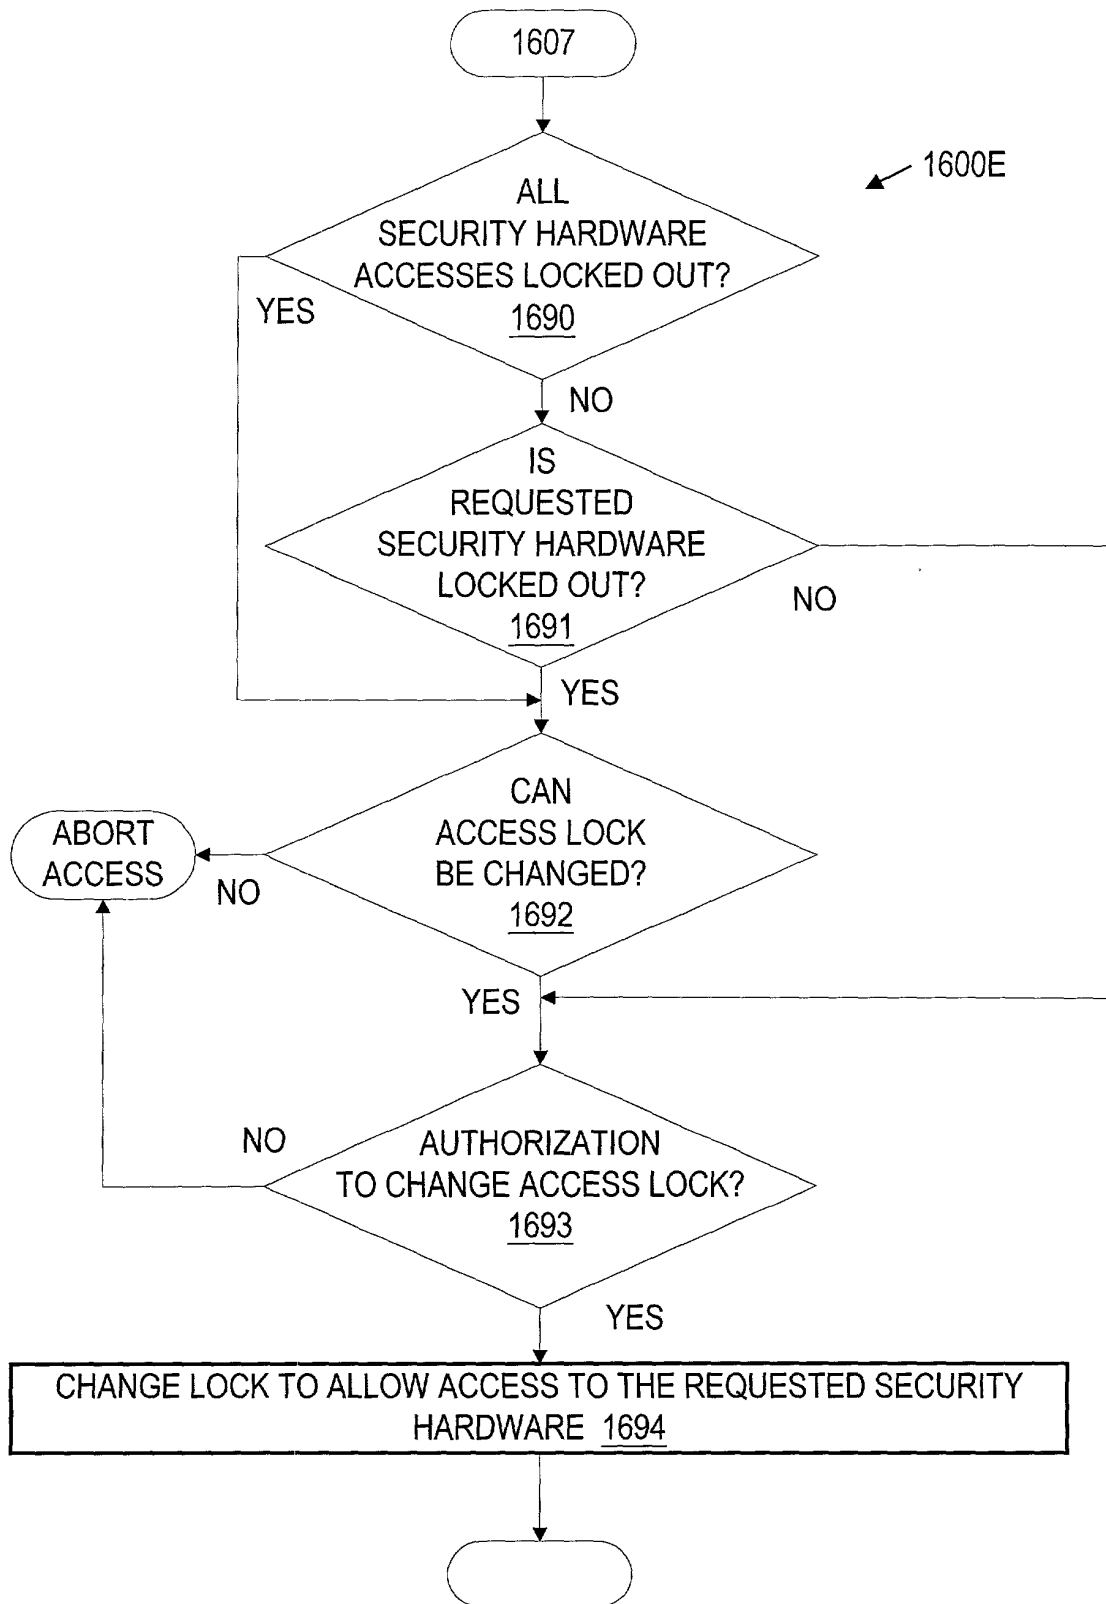 1607
1600E
ALL
SECURITY HARDWARE
ACCESSES LOCKED OUT?
1690
YES
NO
IS
REQUESTED
SECURITY HARDWARE
LOCKED OUT?
1691
NO
YES
CAN
ACCESS LOCK
BE CHANGED?
1692
ABORT
ACCESS
NO
YES
NO
AUTHORIZATION
TO CHANGE ACCESS LOCK?
1693
YES
CHANGE LOCK TO ALLOW ACCESS TO THE REQUESTED SECURITY
HARDWARE 1694